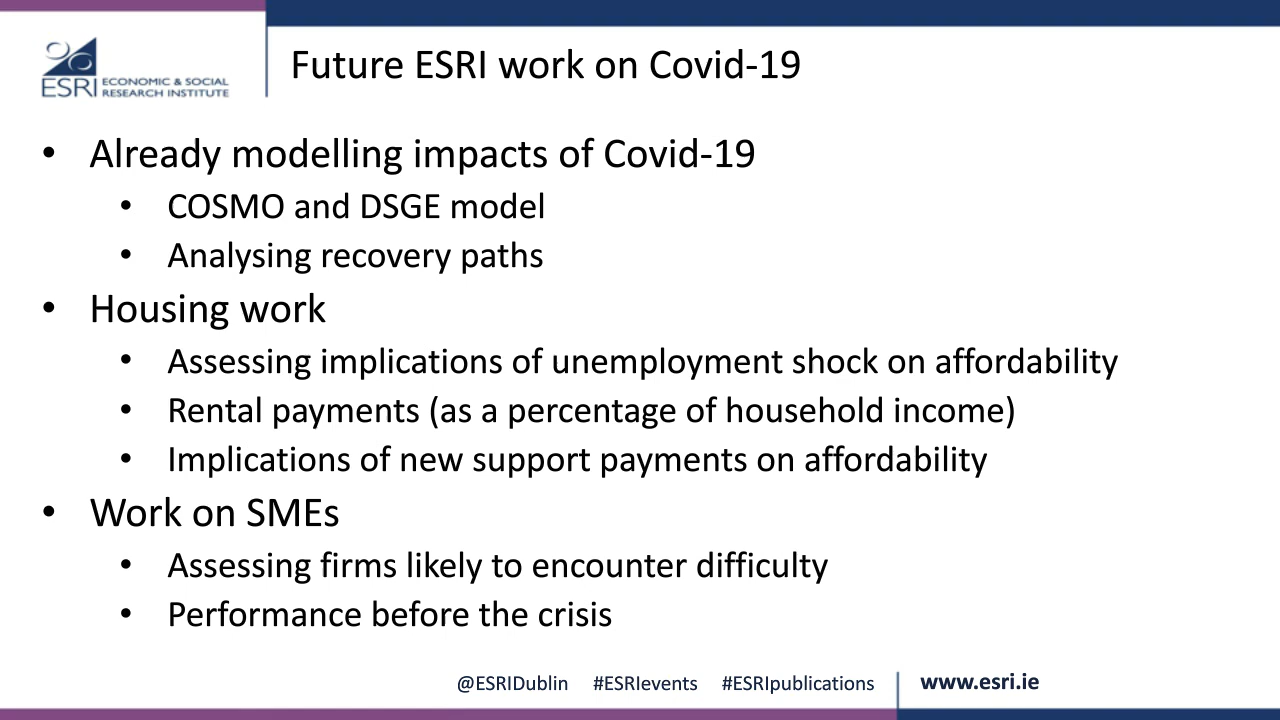 ESRI ECONOMIC & SOCIAL
RESEARCH INSTITUTE
Future ESRI work on Covid-19
• Already modelling impacts of Covid-19
• COSMO and DSGE model
• Analysing recovery paths
• Housing work
• Assessing implications of unemployment shock on affordability
• Rental payments (as a percentage of household income)
• Implications of new support payments on affordability
• Work on SMEs
• Assessing firms likely to encounter difficulty
• Performance before the crisis
@ESRIDublin #ESRIevents #ESRIpublications www.esri.ie